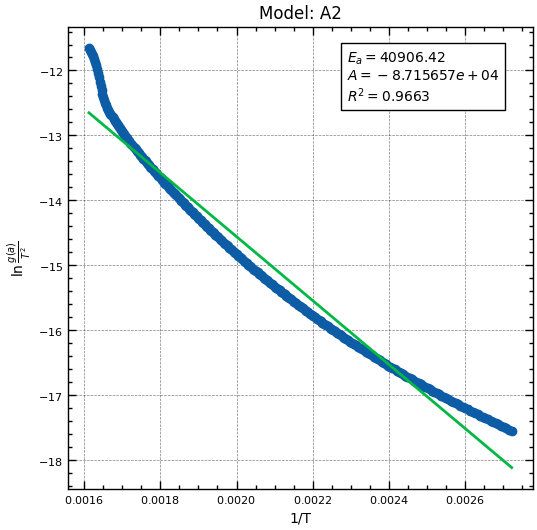 Model: A2
E_a = 40906.42
A = −8.715657e + 04
R² = 0.9663
−12
−13
−14
−15
−16
−17
−18
ln g(a)/T²
0.0016 0.0018 0.0020 0.0022 0.0024 0.0026
1/T